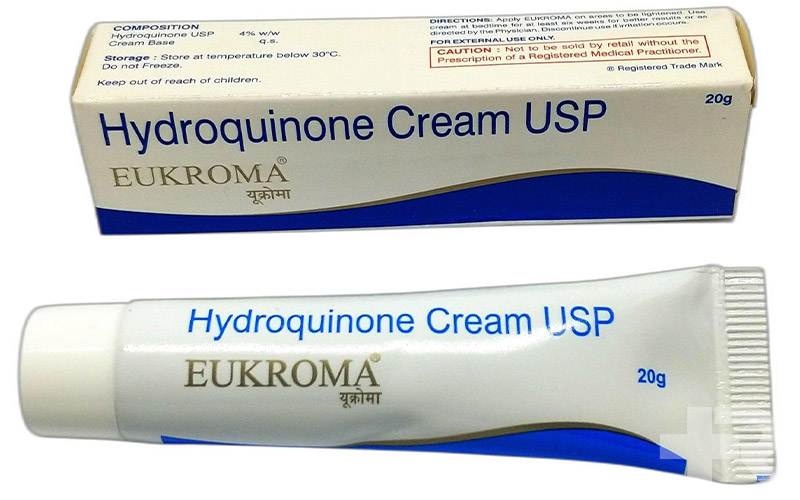 COMPOSITION
Hydroquinone USP 4% w/w
Cream Base q.s.
Storage : Store at temperature below 30°C.
Do not Freeze.
Keep out of reach of children.
DIRECTIONS: Apply EUKROMA on areas to be lightened. Use
cream at bedtime for at least six weeks for better results or as
directed by the Physician. Discontinue use if irritation occurs.
FOR EXTERNAL USE ONLY.
CAUTION : Not to be sold by retail without the
Prescription of a Registered Medical Practitioner.
® Registered Trade Mark
Hydroquinone Cream USP
20g
EUKROMA®
यूक्रोमा
Hydroquinone Cream USP
EUKROMA®
यूक्रोमा
20g